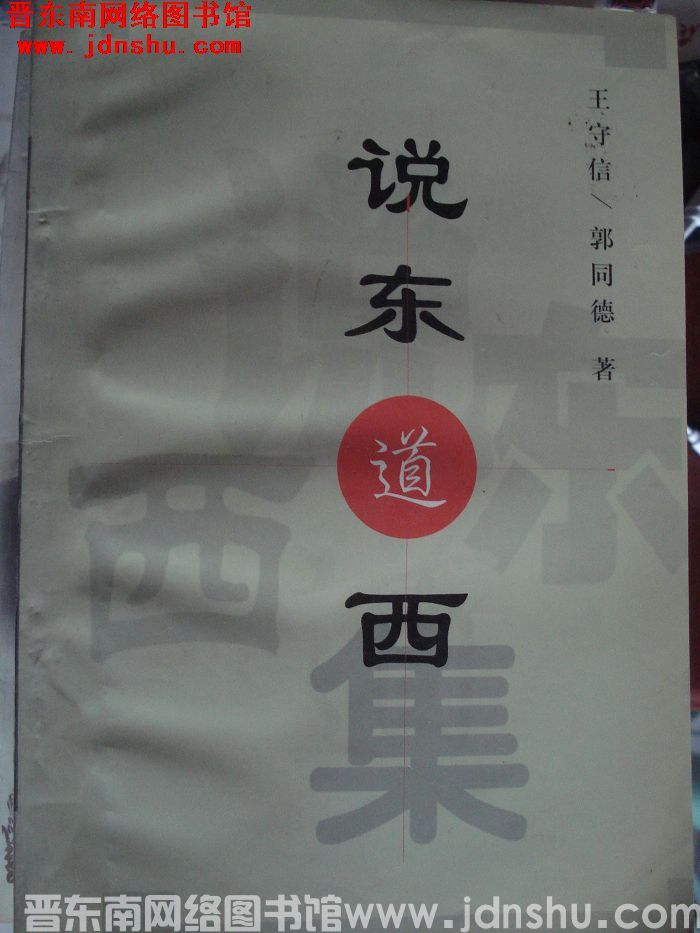 晋东南网络图书馆
www.jdnshu.com
王守信/郭同德 著
说东道西
说东
西集
晋东南网络图书馆www.jdnshu.com